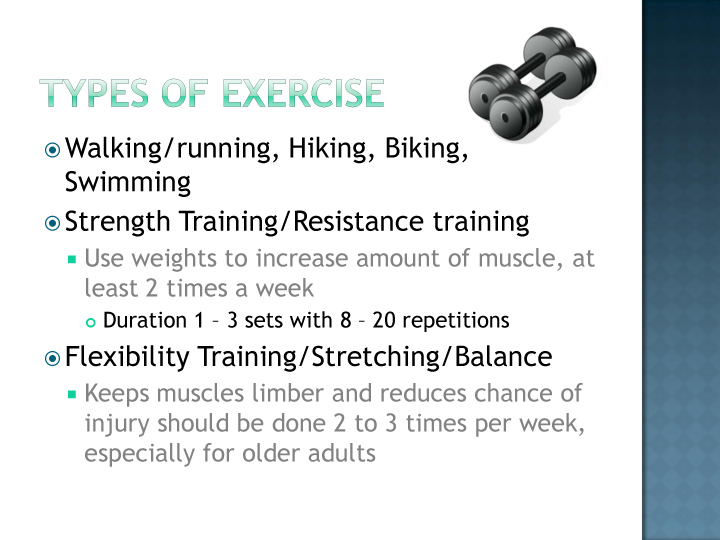 TYPES OF EXERCISE
Walking/running, Hiking, Biking,
Swimming
Strength Training/Resistance training
Use weights to increase amount of muscle, at
least 2 times a week
Duration 1 – 3 sets with 8 – 20 repetitions
Flexibility Training/Stretching/Balance
Keeps muscles limber and reduces chance of
injury should be done 2 to 3 times per week,
especially for older adults